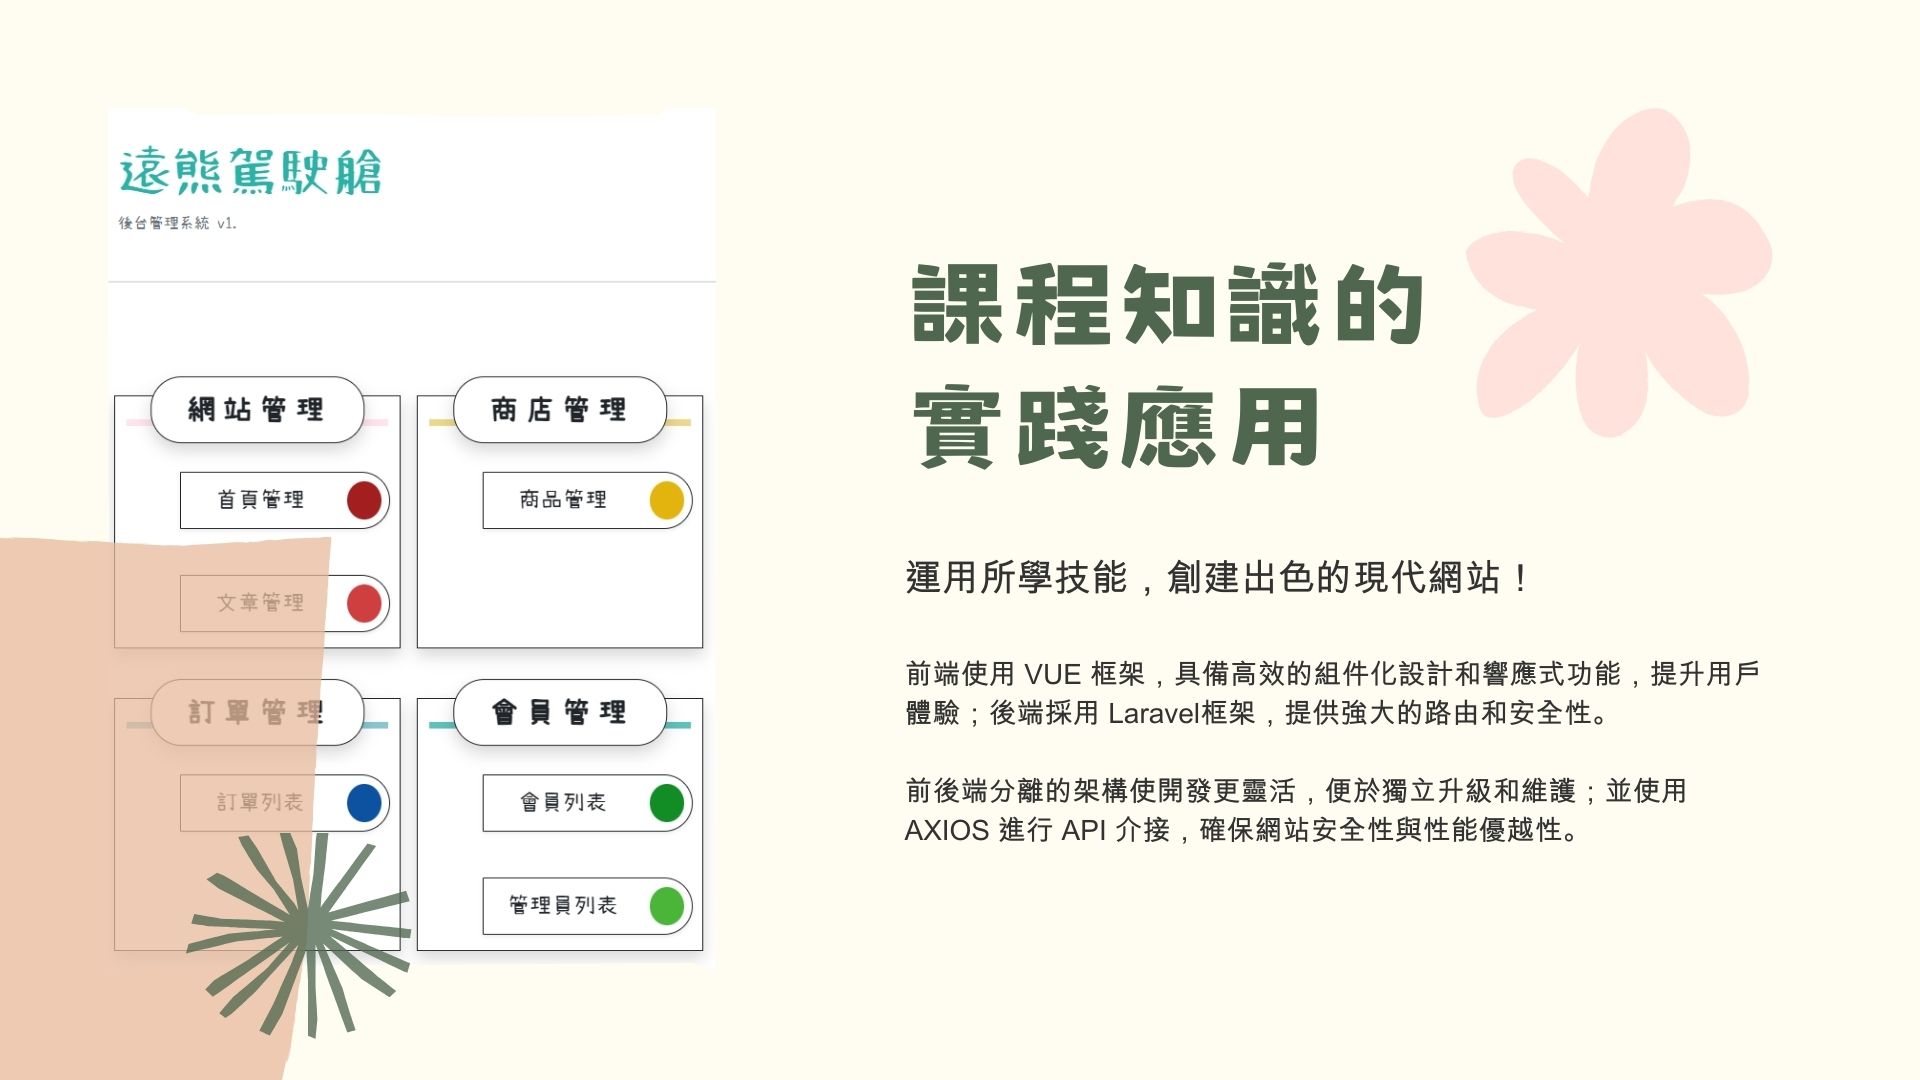 遠熊駕駛艙
後台管理系統 v1.
網站管理
商店管理
首頁管理
商品管理
文章管理
訂單管理
會員管理
訂單列表
會員列表
管理員列表
課程知識的
實踐應用
運用所學技能，創建出色的現代網站！
前端使用 VUE 框架，具備高效的組件化設計和響應式功能，提升用戶
體驗；後端採用 Laravel框架，提供強大的路由和安全性。
前後端分離的架構使開發更靈活，便於獨立升級和維護；並使用
AXIOS 進行 API 介接，確保網站安全性與性能優越性。